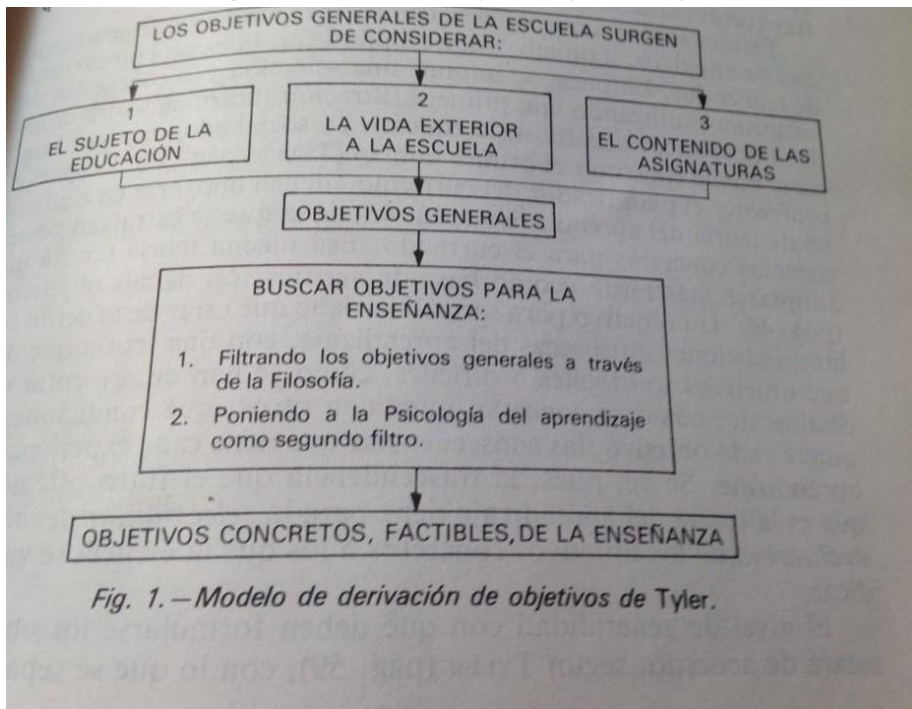 LOS OBJETIVOS GENERALES DE LA ESCUELA SURGEN
DE CONSIDERAR:
1
EL SUJETO DE LA
EDUCACIÓN
2
LA VIDA EXTERIOR
A LA ESCUELA
3
EL CONTENIDO DE LAS
ASIGNATURAS
OBJETIVOS GENERALES
BUSCAR OBJETIVOS PARA LA
ENSEÑANZA:
1. Filtrando los objetivos generales a través
de la Filosofía.
2. Poniendo a la Psicología del aprendizaje
como segundo filtro.
OBJETIVOS CONCRETOS, FACTIBLES, DE LA ENSEÑANZA
Fig. 1.—Modelo de derivación de objetivos de Tyler.